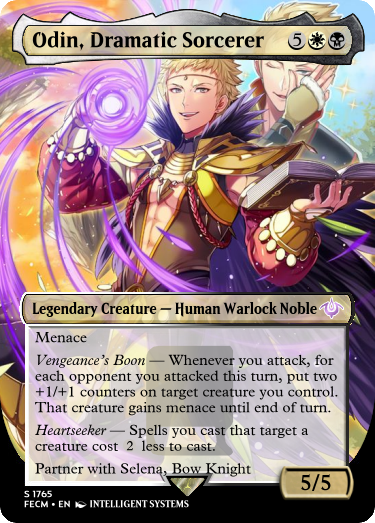 Odin, Dramatic Sorcerer 5
Legendary Creature — Human Warlock Noble
Menace
Vengeance's Boon — Whenever you attack, for
each opponent you attacked this turn, put two
+1/+1 counters on target creature you control.
That creature gains menace until end of turn.
Heartseeker — Spells you cast that target a
creature cost 2 less to cast.
Partner with Selena, Bow Knight
5/5
S 1765
FECM • EN INTELLIGENT SYSTEMS